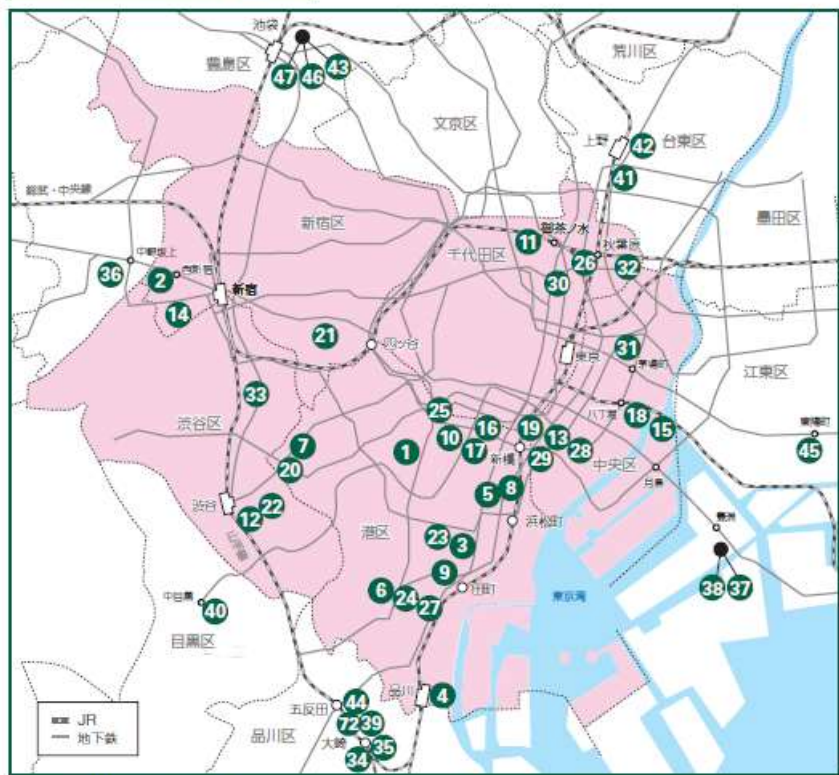 池袋
荒川区
豊島区
47
46
43
文京区
上野
42
台東区
41
総武・中央線
新宿区
墨田区
御茶ノ水
11
千代田区
秋葉原
中野坂上
26
32
36
2
西新宿
30
新宿
14
21
四ッ谷
東京
31
茅場町
江東区
33
渋谷区
25
八丁堀
18
15
東陽町
45
10
16
19
13
7
1
17
新橋
29
28
中央区
20
月島
渋谷
22
5
8
12
浜松町
豊洲
山手線
港区
23
3
38
37
9
中目黒
6
田町
東京湾
40
24
27
目黒区
品川
4
五反田
44
JR
72
39
地下鉄
品川区
大崎
35
34